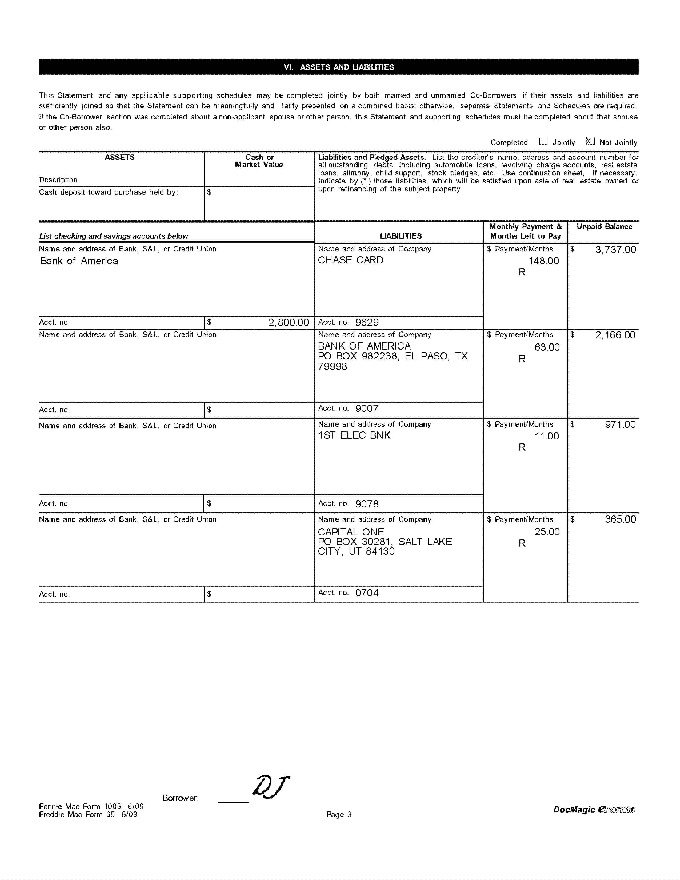 VI. ASSETS AND LIABILITIES
This Statement and any applicable supporting schedules may be completed jointly by both married and unmarried Co-Borrowers if their assets and liabilities are
sufficiently joined so that the Statement can be meaningfully and fairly presented on a combined basis; otherwise, separate Statements and Schedules are required.
If the Co-Borrower section was completed about a non-applicant spouse or other person, this Statement and supporting schedules must be completed about that spouse
or other person also.
Completed Jointly X Not Jointly
ASSETS
Cash or
Market Value
Description
Cash deposit toward purchase held by:
$
Liabilities and Pledged Assets. List the creditor's name, address and account number for
all outstanding debts, including automobile loans, revolving charge accounts, real estate
loans, alimony, child support, stock pledges, etc. Use continuation sheet, if necessary.
Indicate by (*) those liabilities, which will be satisfied upon sale of real estate owned or
upon refinancing of the subject property.
List checking and savings accounts below
LIABILITIES
Monthly Payment &
Months Left to Pay
Unpaid Balance
Name and address of Bank, S&L, or Credit Union
Bank of America
Acct. no.
$ 2,800.00
Name and address of Company
CHASE CARD
Acct. no. 9629
$ Payment/Months
148.00
R
$ 3,737.00
Name and address of Bank, S&L, or Credit Union
Acct. no.
$
Name and address of Company
BANK OF AMERICA
PO BOX 982238, EL PASO, TX
79998
Acct. no. 9007
$ Payment/Months
63.00
R
$ 2,166.00
Name and address of Bank, S&L, or Credit Union
Acct. no.
$
Name and address of Company
1ST ELEC BNK
Acct. no. 9078
$ Payment/Months
11.00
R
$ 971.00
Name and address of Bank, S&L, or Credit Union
Acct. no.
$
Name and address of Company
CAPITAL ONE
PO BOX 30281, SALT LAKE
CITY, UT 84130
Acct. no. 0704
$ Payment/Months
25.00
R
$ 365.00
Borrower
DJ
Fannie Mae Form 1003 6/09
Freddie Mac Form 65 6/09
Page 3
DocMagic